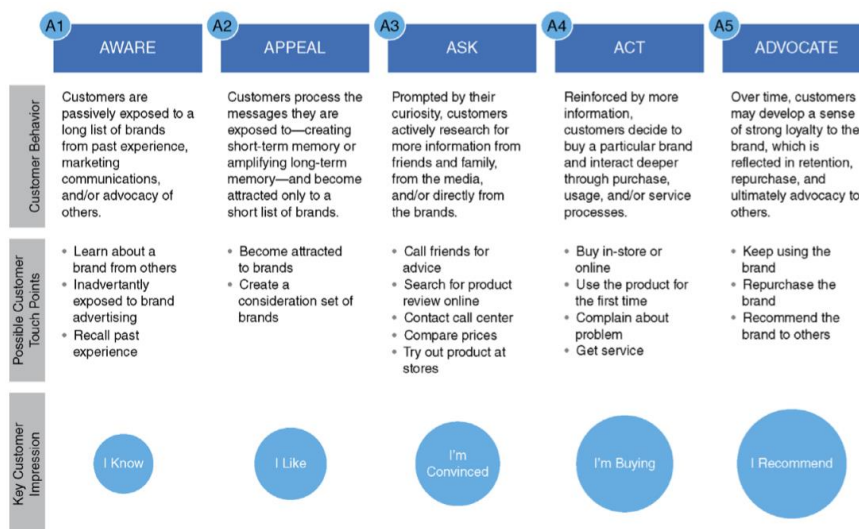 A1
AWARE
A2
APPEAL
A3
ASK
A4
ACT
A5
ADVOCATE
Customer Behavior
Customers are
passively exposed to a
long list of brands
from past experience,
marketing
communications,
and/or advocacy of
others.
Customers process the
messages they are
exposed to—creating
short-term memory or
amplifying long-term
memory—and become
attracted only to a
short list of brands.
Prompted by their
curiosity, customers
actively research for
more information from
friends and family,
from the media,
and/or directly from
the brands.
Reinforced by more
information,
customers decide to
buy a particular brand
and interact deeper
through purchase,
usage, and/or service
processes.
Over time, customers
may develop a sense
of strong loyalty to the
brand, which is
reflected in retention,
repurchase, and
ultimately advocacy to
others.
Possible Customer
Touch Points
• Learn about a
brand from others
• Inadvertantly
exposed to brand
advertising
• Recall past
experience
• Become attracted
to brands
• Create a
consideration set of
brands
• Call friends for
advice
• Search for product
review online
• Contact call center
• Compare prices
• Try out product at
stores
• Buy in-store or
online
• Use the product for
the first time
• Complain about
problem
• Get service
• Keep using the
brand
• Repurchase the
brand
• Recommend the
brand to others
Key Customer
Impression
I Know
I Like
I'm
Convinced
I'm Buying
I Recommend